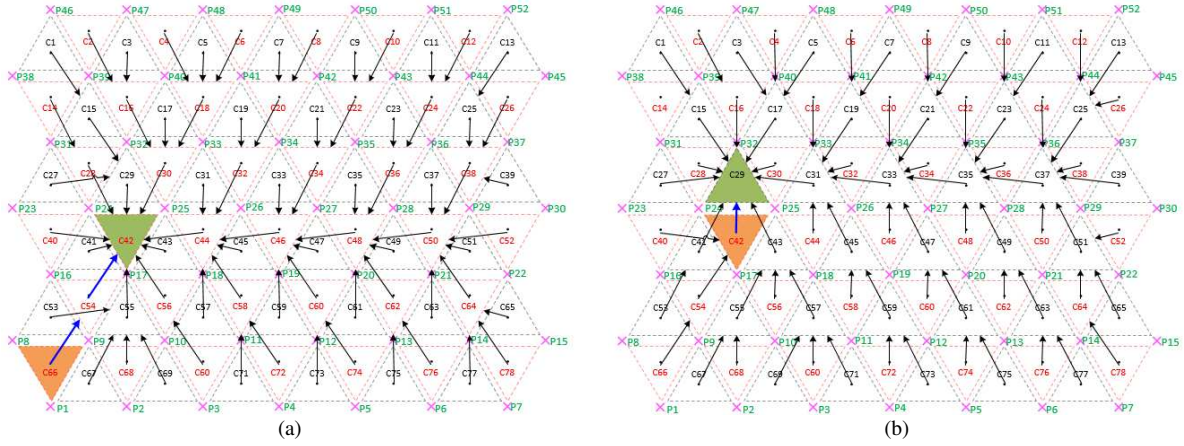 P46 P47 P48 P49 P50 P51 P52
C1 C2 C3 C4 C5 C6 C7 C8 C9 C10 C11 C12 C13
P38 P39 P40 P41 P42 P43 P44 P45
C14 C15 C16 C17 C18 C19 C20 C21 C22 C23 C24 C25 C26
P31 P32 P33 P34 P35 P36 P37
C27 C28 C29 C30 C31 C32 C33 C34 C35 C36 C37 C38 C39
P23 P24 P25 P26 P27 P28 P29 P30
C40 C41 C42 C43 C44 C45 C46 C47 C48 C49 C50 C51 C52
P16 P17 P18 P19 P20 P21 P22
C53 C54 C55 C56 C57 C58 C59 C60 C61 C62 C63 C64 C65
P8 P9 P10 P11 P12 P13 P14 P15
C66 C67 C68 C69 C60 C71 C72 C73 C74 C75 C76 C77 C78
P1 P2 P3 P4 P5 P6 P7
(a)
P46 P47 P48 P49 P50 P51 P52
C1 C2 C3 C4 C5 C6 C7 C8 C9 C10 C11 C12 C13
P38 P39 P40 P41 P42 P43 P44 P45
C14 C15 C16 C17 C18 C19 C20 C21 C22 C23 C24 C25 C26
P31 P32 P33 P34 P35 P36 P37
C27 C28 C29 C30 C31 C32 C33 C34 C35 C36 C37 C38 C39
P23 P24 P25 P26 P27 P28 P29 P30
C40 C41 C42 C43 C44 C45 C46 C47 C48 C49 C50 C51 C52
P16 P17 P18 P19 P20 P21 P22
C53 C54 C55 C56 C57 C58 C59 C60 C61 C62 C63 C64 C65
P8 P9 P10 P11 P12 P13 P14 P15
C66 C67 C68 C69 C60 C71 C72 C73 C74 C75 C76 C77 C78
P1 P2 P3 P4 P5 P6 P7
(b)